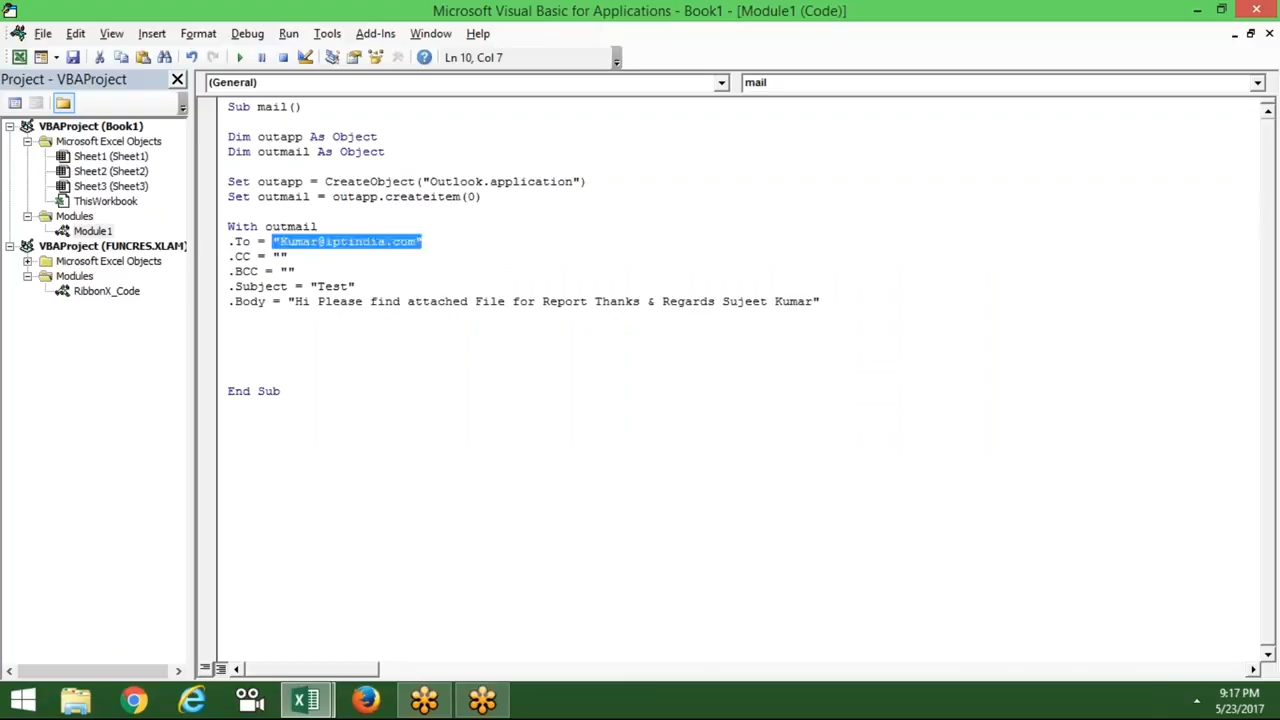 Microsoft Visual Basic for Applications - Book1 - [Module1 (Code)]
File Edit View Insert Format Debug Run Tools Add-Ins Window Help
Ln 10, Col 7
Project - VBAProject
(General)
mail
VBAProject (Book1)
Microsoft Excel Objects
Sheet1 (Sheet1)
Sheet2 (Sheet2)
Sheet3 (Sheet3)
ThisWorkbook
Modules
Module1
VBAProject (FUNCRES.XLAM)
Microsoft Excel Objects
Modules
RibbonX_Code
Sub mail()
Dim outapp As Object
Dim outmail As Object
Set outapp = CreateObject("Outlook.application")
Set outmail = outapp.createitem(0)
With outmail
.To = "Kumar@iptindia.com"
.CC = ""
.BCC = ""
.Subject = "Test"
.Body = "Hi Please find attached File for Report Thanks & Regards Sujeet Kumar"
End Sub
9:17 PM
5/23/2017